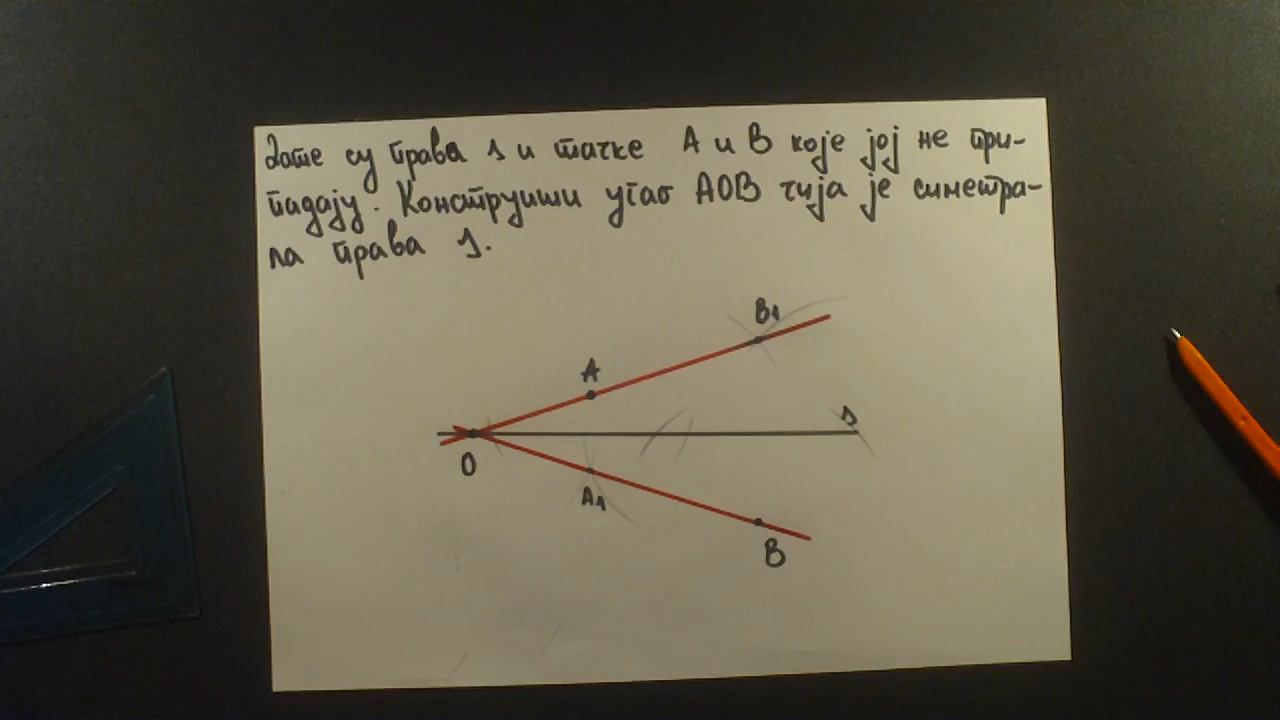 Дате су права s и тачке A и B које јој не при-
падају. Конструиши угао AOB чија је симетра-
ла права s.
B1
A
s
O
A1
B